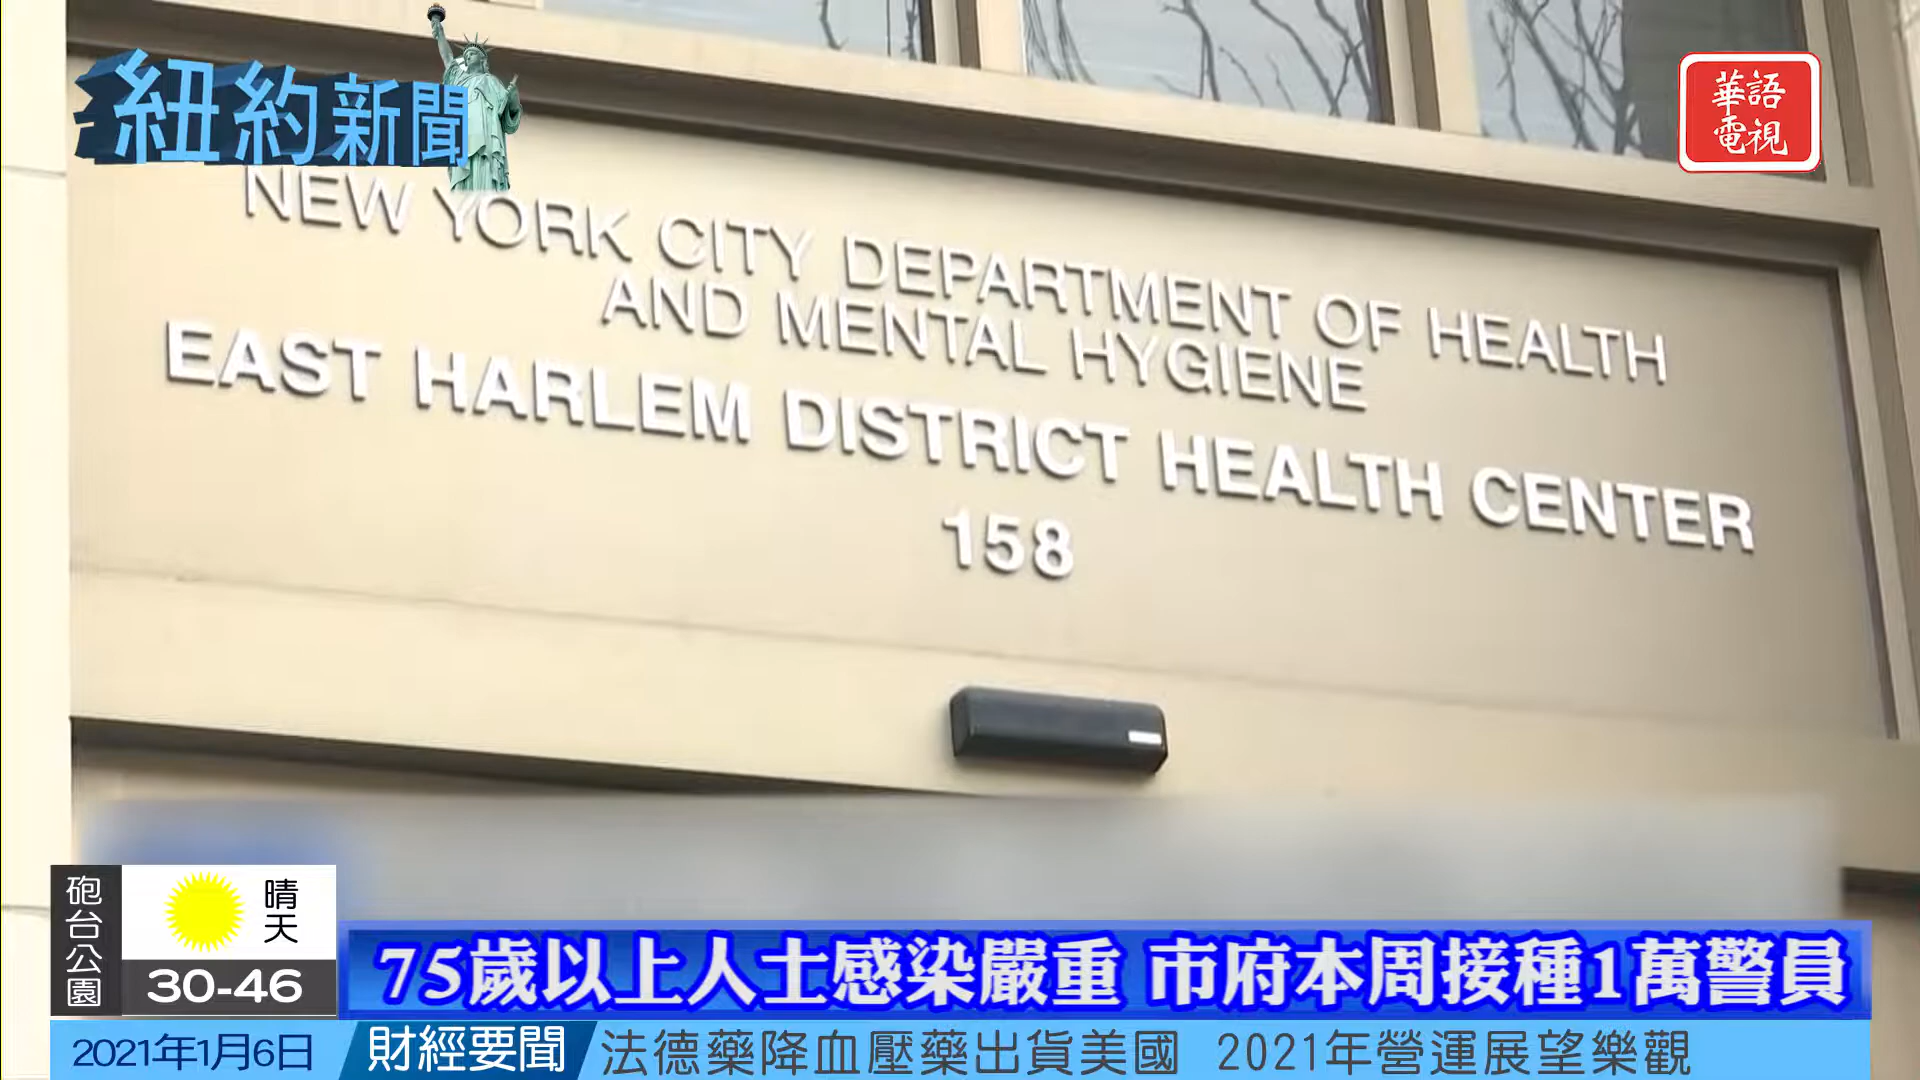 紐約新聞
華語
電視
NEW YORK CITY DEPARTMENT OF HEALTH
AND MENTAL HYGIENE
EAST HARLEM DISTRICT HEALTH CENTER
158
砲台公園
晴天
30-46
75歲以上人士感染嚴重 市府本周接種1萬警員
2021年1月6日
財經要聞
法德藥降血壓藥出貨美國 2021年營運展望樂觀